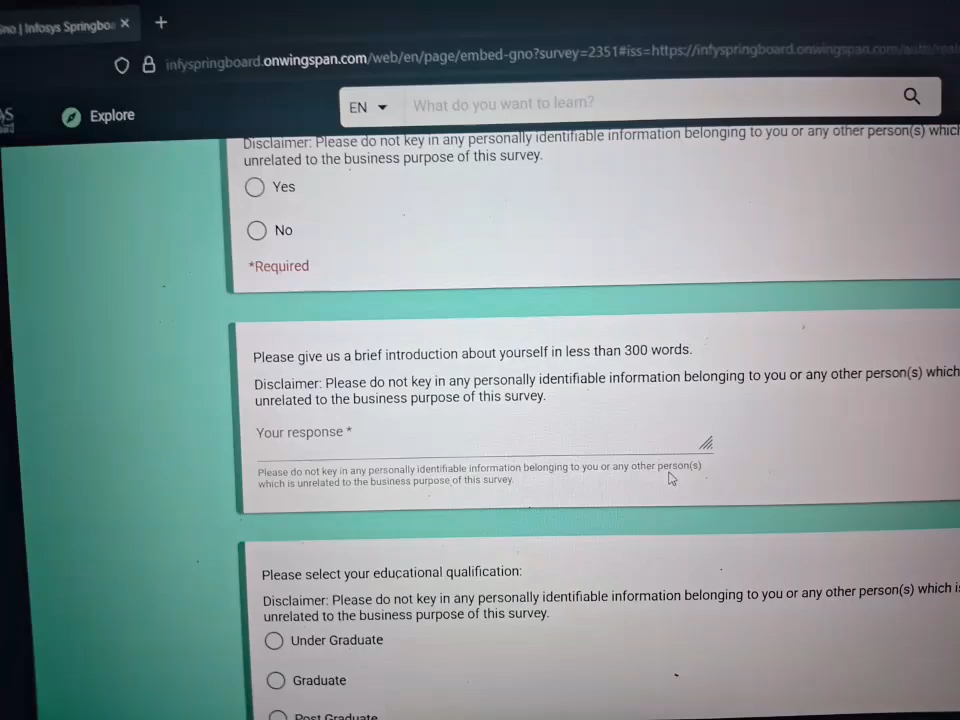 no | Infosys Springbo
infyspringboard.onwingspan.com/web/en/page/embed-gno?survey=2351#iss=https://infyspringboard.onwingspan.com/auth/
Explore
EN
What do you want to learn?
Disclaimer: Please do not key in any personally identifiable information belonging to you or any other person(s) which
unrelated to the business purpose of this survey.
Yes
No
*Required
Please give us a brief introduction about yourself in less than 300 words.
Disclaimer: Please do not key in any personally identifiable information belonging to you or any other person(s) which
unrelated to the business purpose of this survey.
Your response *
Please do not key in any personally identifiable information belonging to you or any other person(s)
which is unrelated to the business purpose of this survey.
Please select your educational qualification:
Disclaimer: Please do not key in any personally identifiable information belonging to you or any other person(s) which is
unrelated to the business purpose of this survey.
Under Graduate
Graduate
Post Graduate